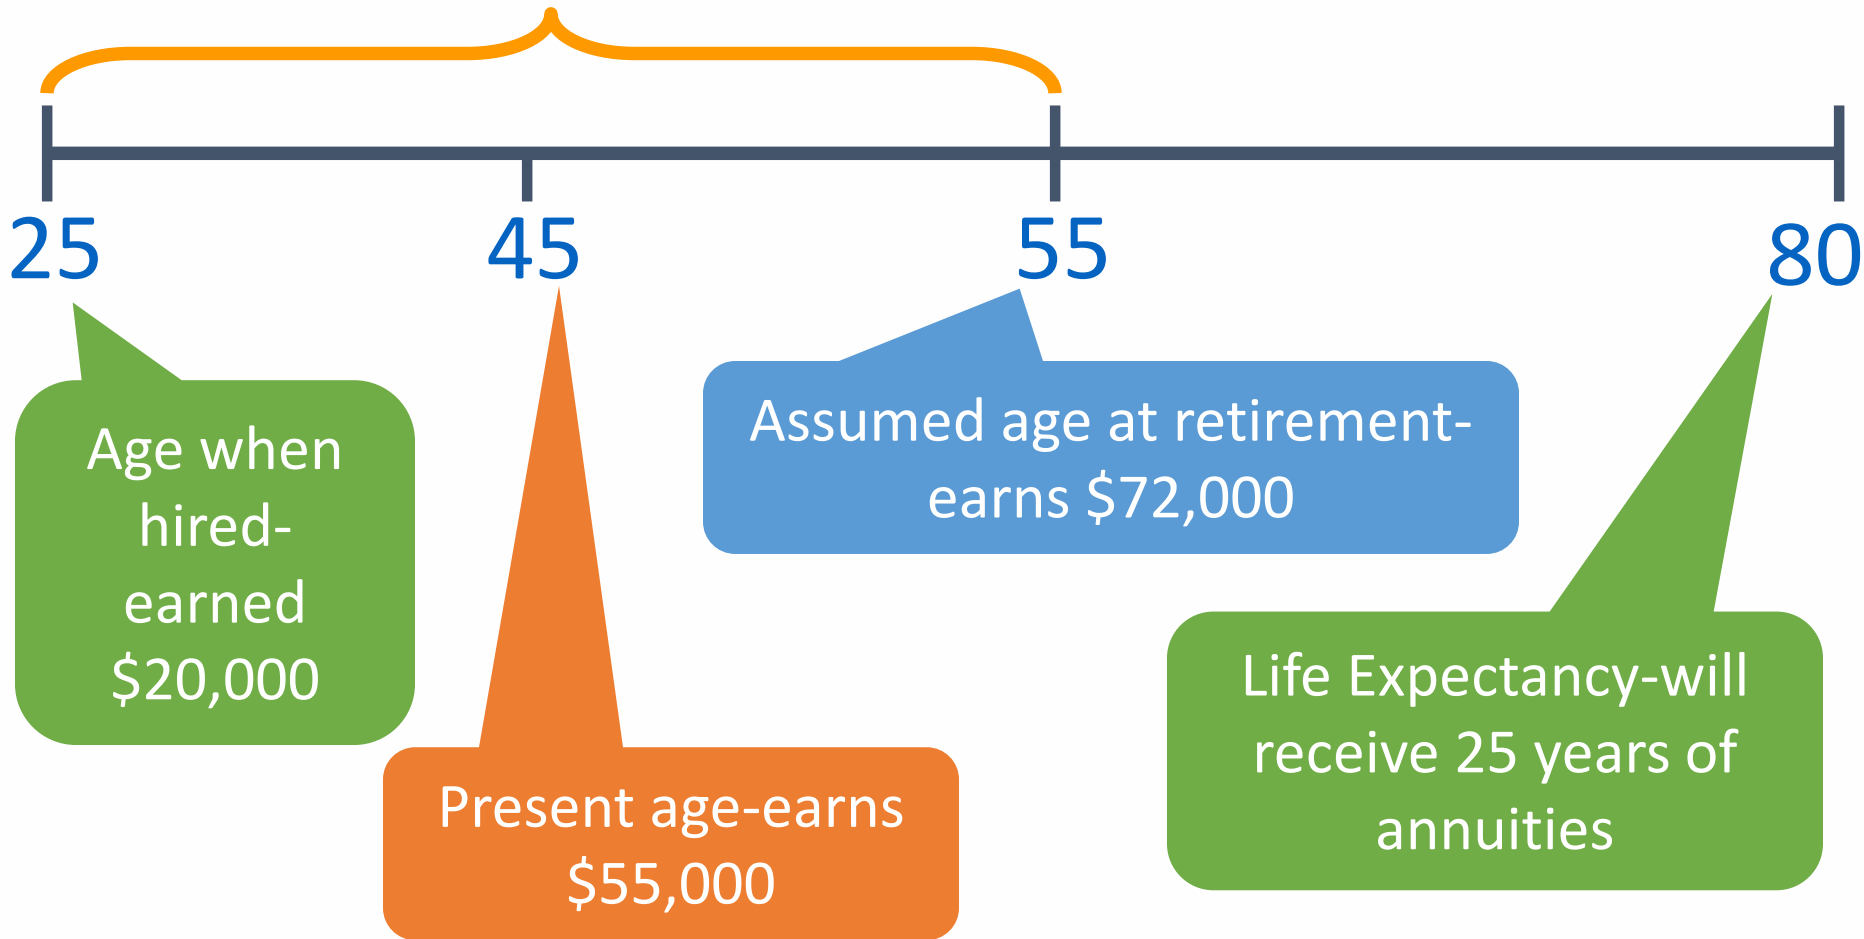 25
45
55
80
Age when
hired-
earned
$20,000
Present age-earns
$55,000
Assumed age at retirement-
earns $72,000
Life Expectancy-will
receive 25 years of
annuities